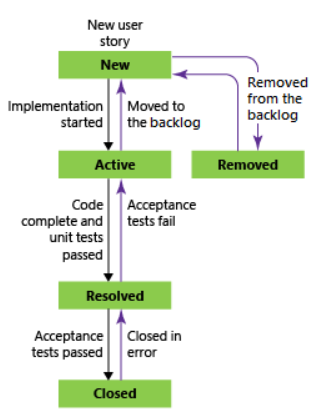 New user
story
New
Removed
from the
backlog
Implementation
started
Moved to
the backlog
Active
Removed
Code
complete and
unit tests
passed
Acceptance
tests fail
Resolved
Acceptance
tests passed
Closed in
error
Closed